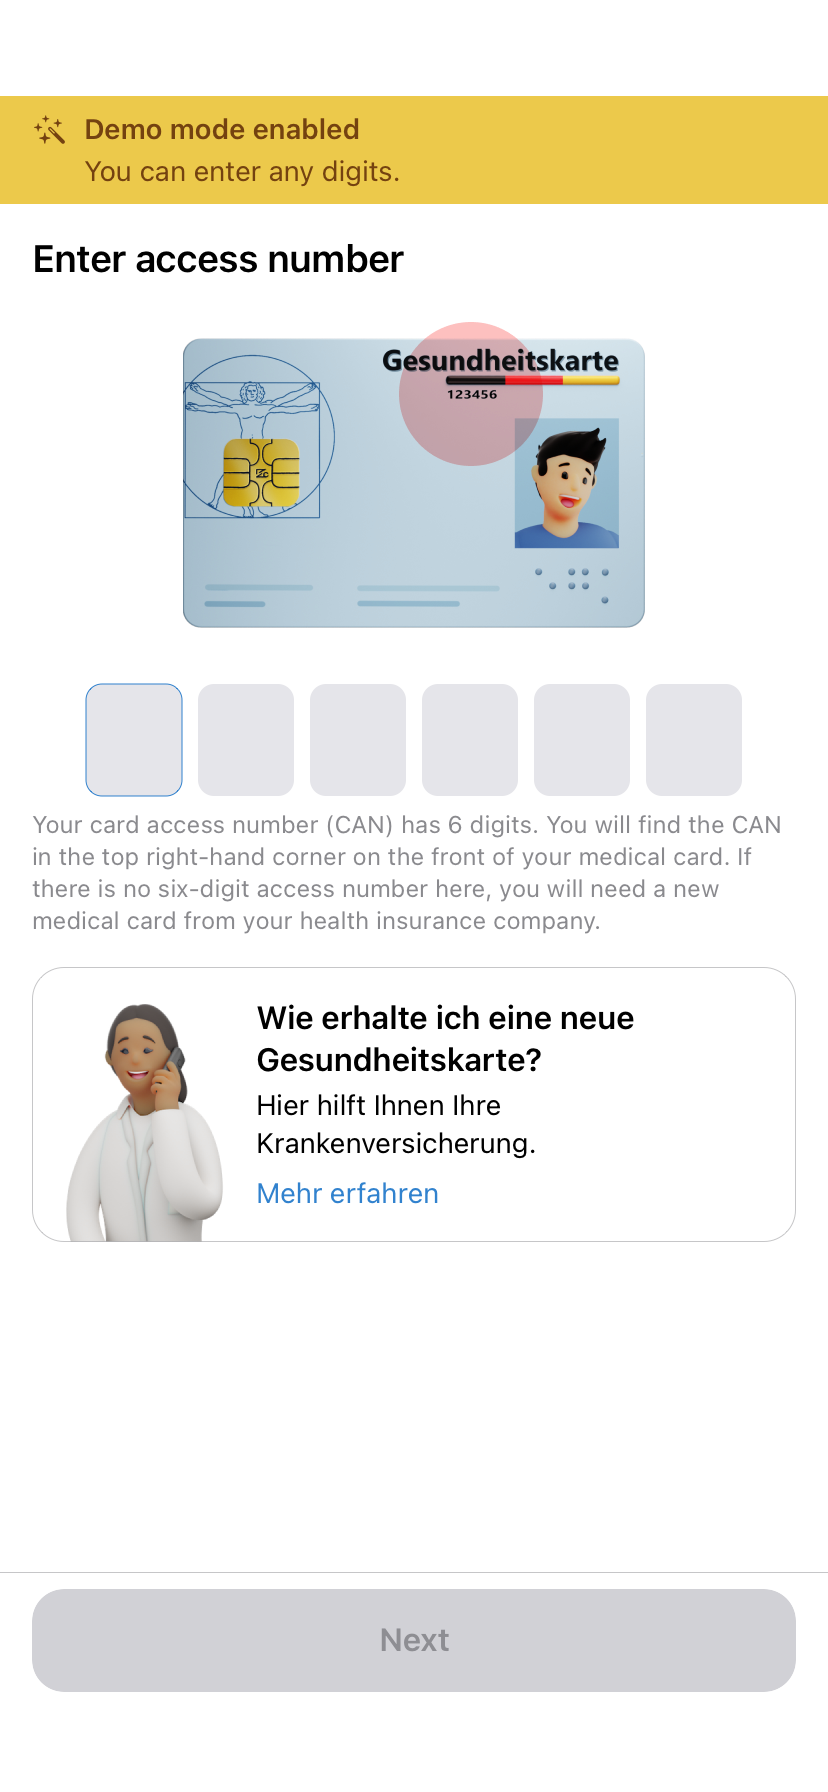 Demo mode enabled
You can enter any digits.
Enter access number
Gesundheitskarte
123456
Your card access number (CAN) has 6 digits. You will find the CAN
in the top right-hand corner on the front of your medical card. If
there is no six-digit access number here, you will need a new
medical card from your health insurance company.
Wie erhalte ich eine neue
Gesundheitskarte?
Hier hilft Ihnen Ihre
Krankenversicherung.
Mehr erfahren
Next